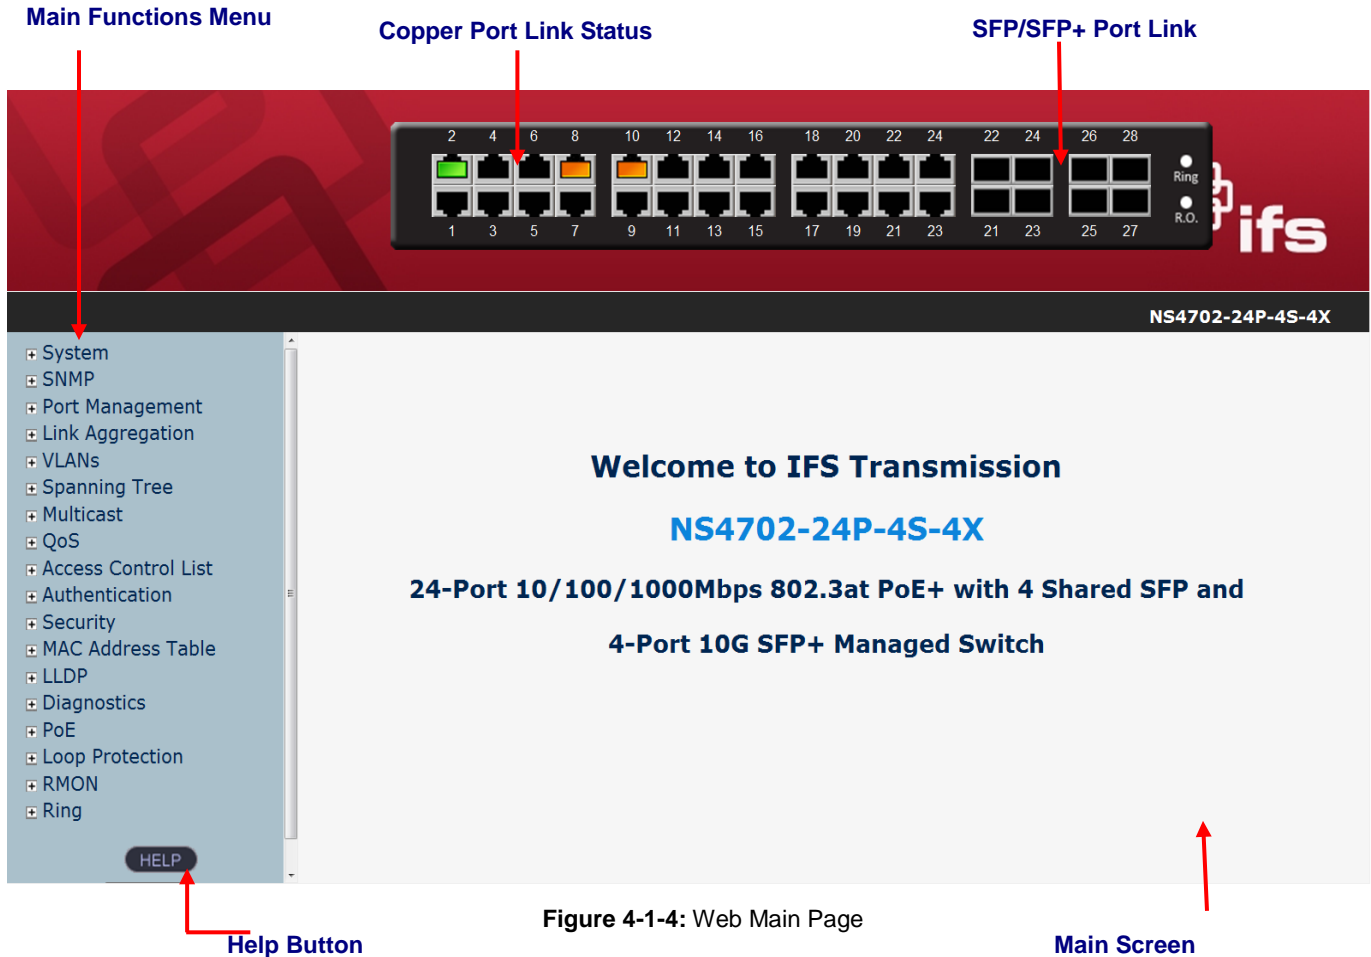 Main Functions Menu
Copper Port Link Status
SFP/SFP+ Port Link
2 4 6 8 10 12 14 16 18 20 22 24 22 24 26 28
Ring
R.O.
1 3 5 7 9 11 13 15 17 19 21 23 21 23 25 27
ifs
NS4702-24P-4S-4X
System
SNMP
Port Management
Link Aggregation
VLANs
Spanning Tree
Multicast
QoS
Access Control List
Authentication
Security
MAC Address Table
LLDP
Diagnostics
PoE
Loop Protection
RMON
Ring
HELP
Welcome to IFS Transmission
NS4702-24P-4S-4X
24-Port 10/100/1000Mbps 802.3at PoE+ with 4 Shared SFP and
4-Port 10G SFP+ Managed Switch
Figure 4-1-4: Web Main Page
Help Button
Main Screen